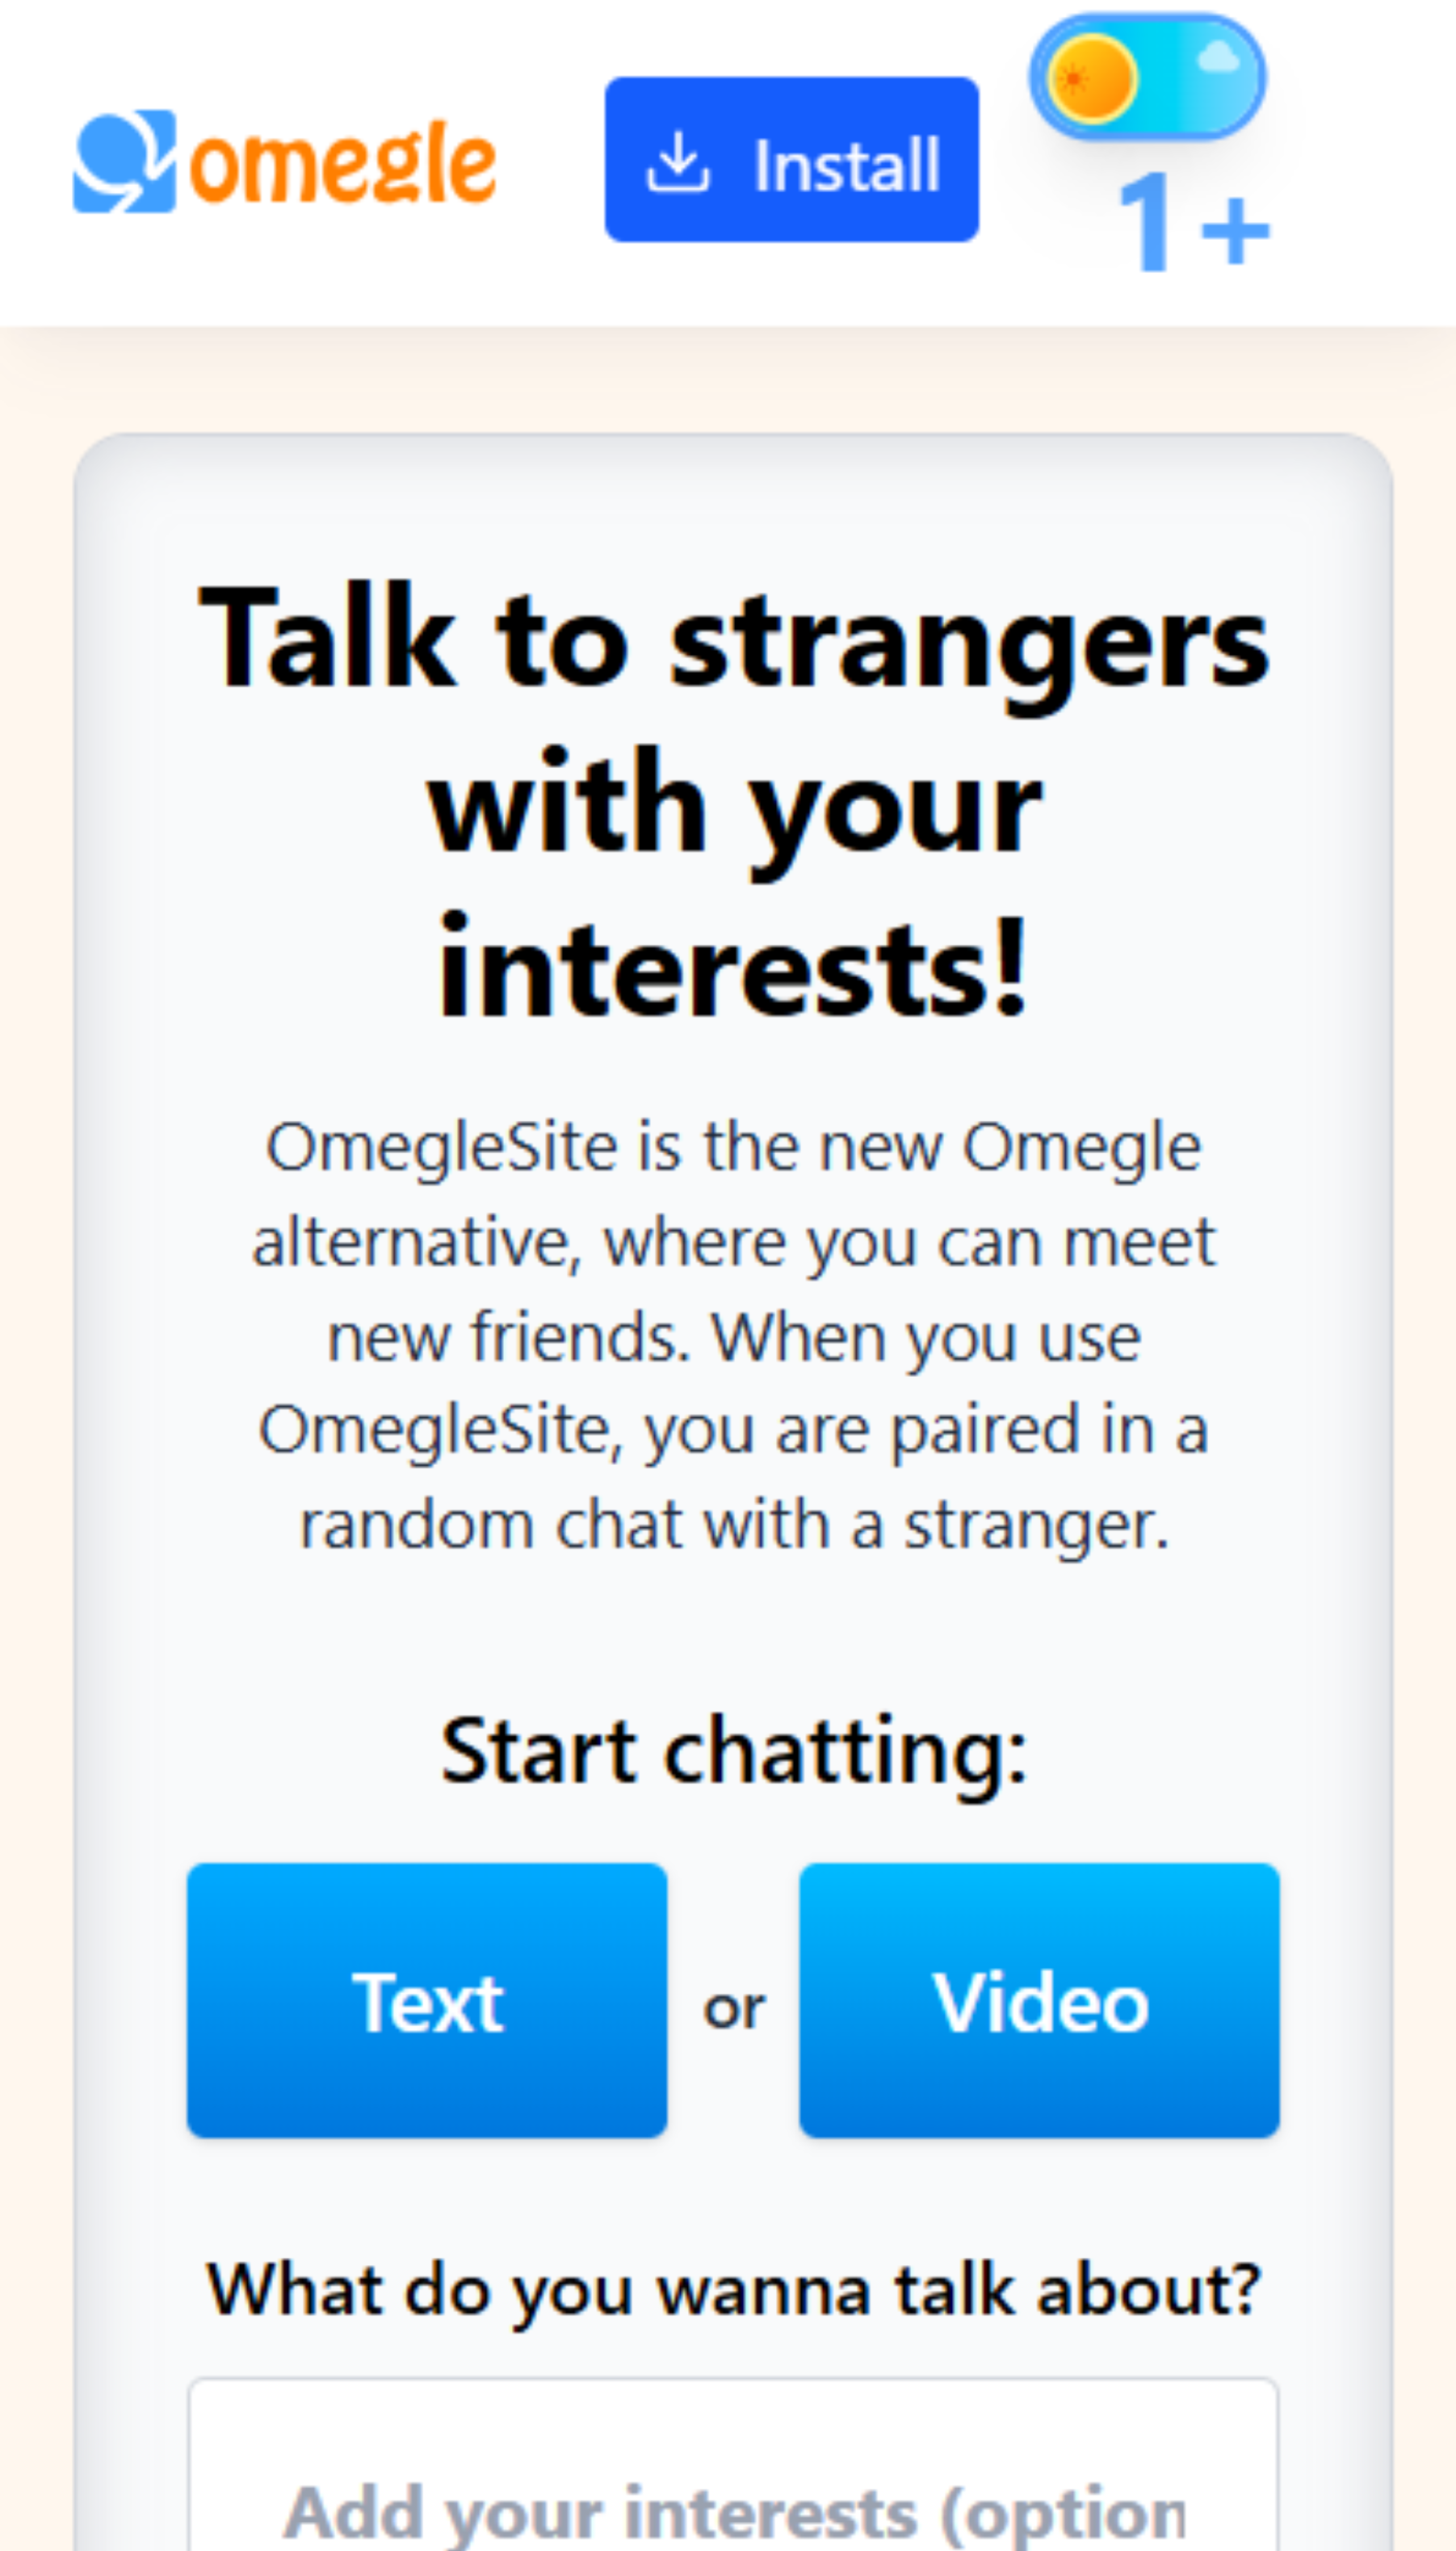 omegle
Install
1+
Talk to strangers
with your
interests!
OmegleSite is the new Omegle
alternative, where you can meet
new friends. When you use
OmegleSite, you are paired in a
random chat with a stranger.
Start chatting:
Text or Video
What do you wanna talk about?
Add your interests (option